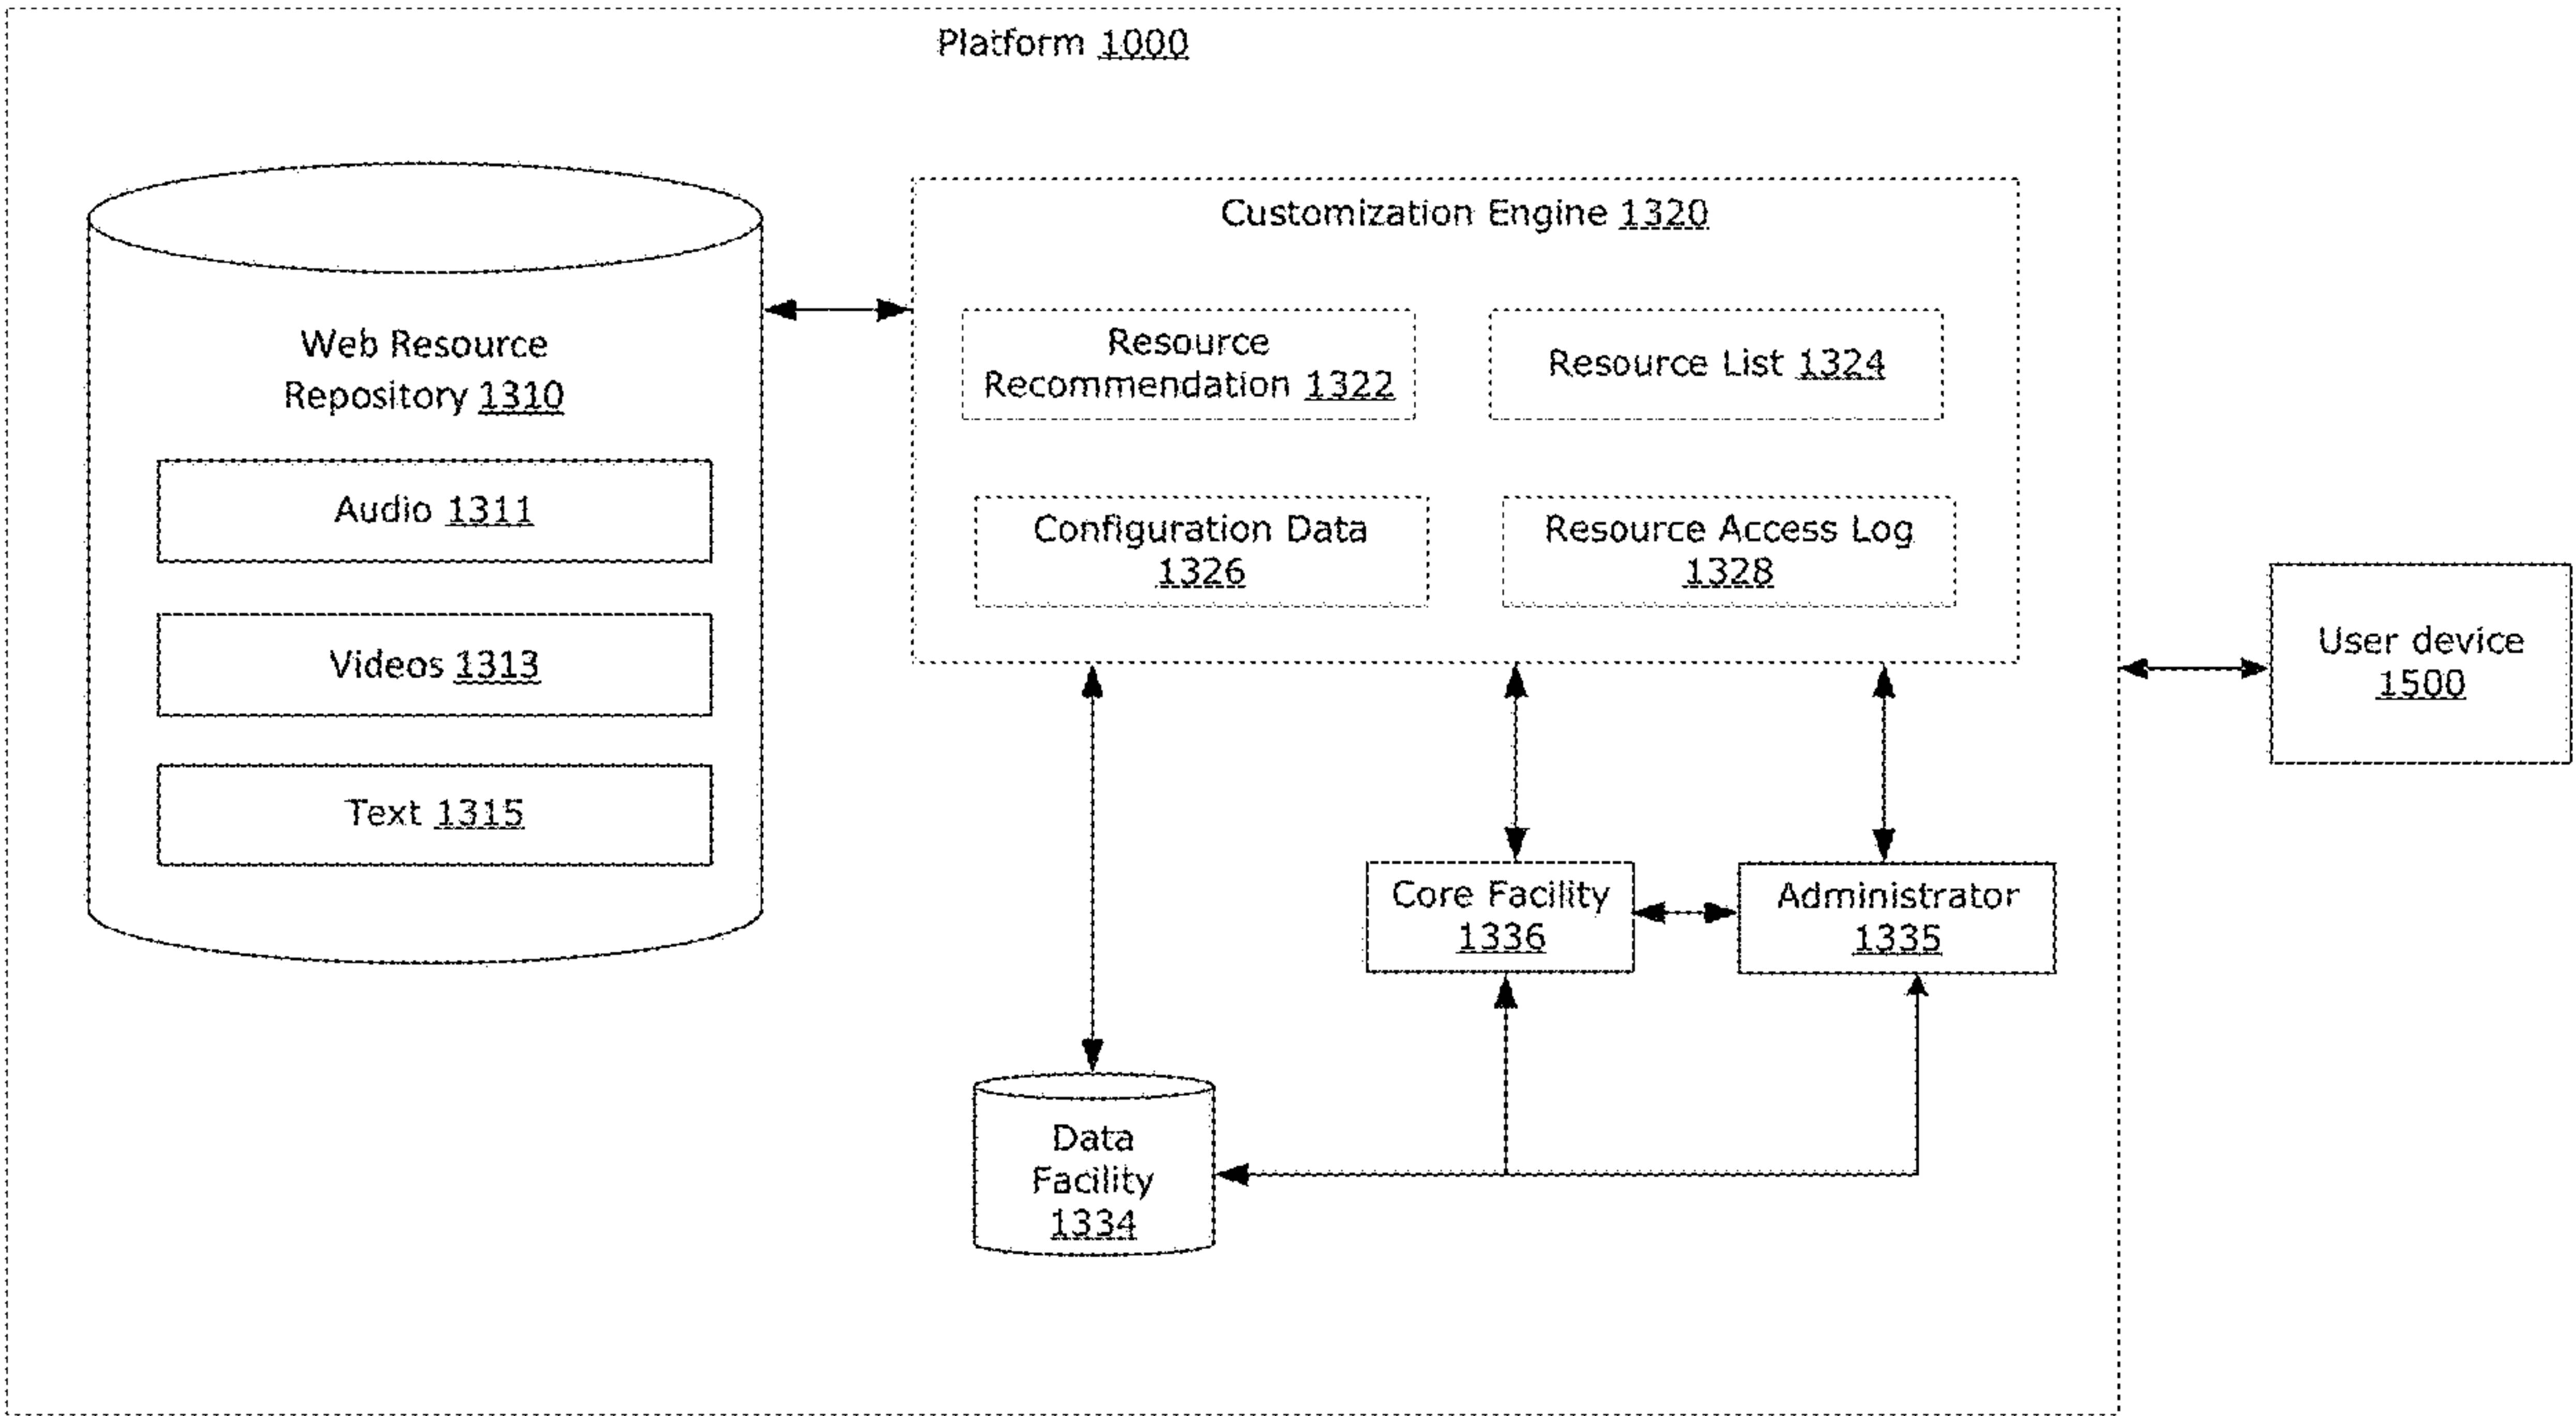 Platform 1000
Web Resource
Repository 1310
Audio 1311
Videos 1313
Text 1315
Customization Engine 1320
Resource
Recommendation 1322
Resource List 1324
Configuration Data
1326
Resource Access Log
1328
User device
1500
Core Facility
1336
Administrator
1335
Data
Facility
1334